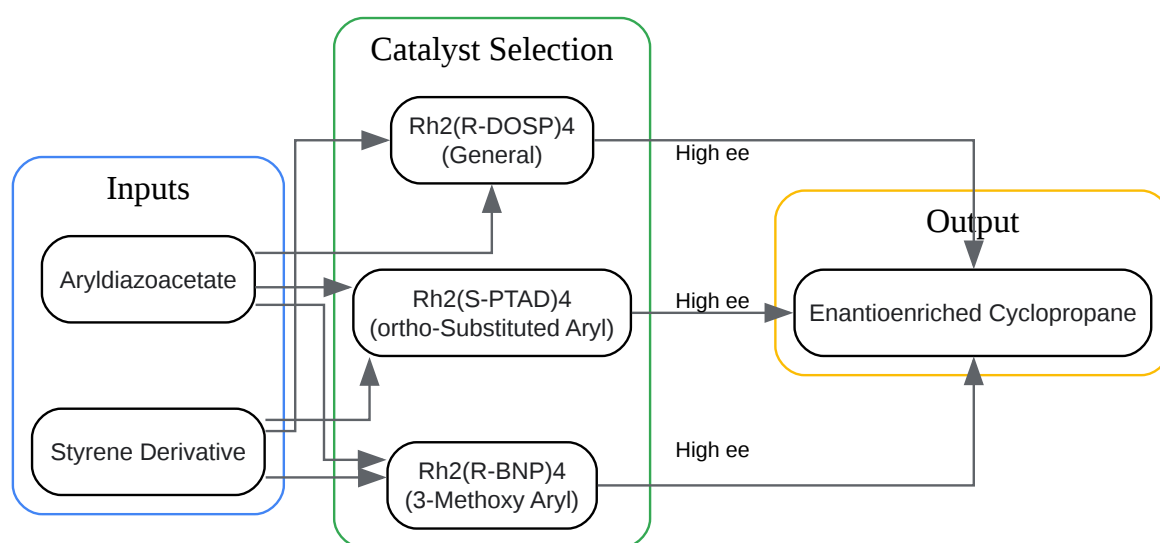 Catalyst Selection
Rh2(R-DOSP)4
(General)
High ee
Inputs
Output
Aryldiazoacetate
Rh2(S-PTAD)4
(ortho-Substituted Aryl)
High ee
Enantioenriched Cyclopropane
Styrene Derivative
Rh2(R-BNP)4
(3-Methoxy Aryl)
High ee